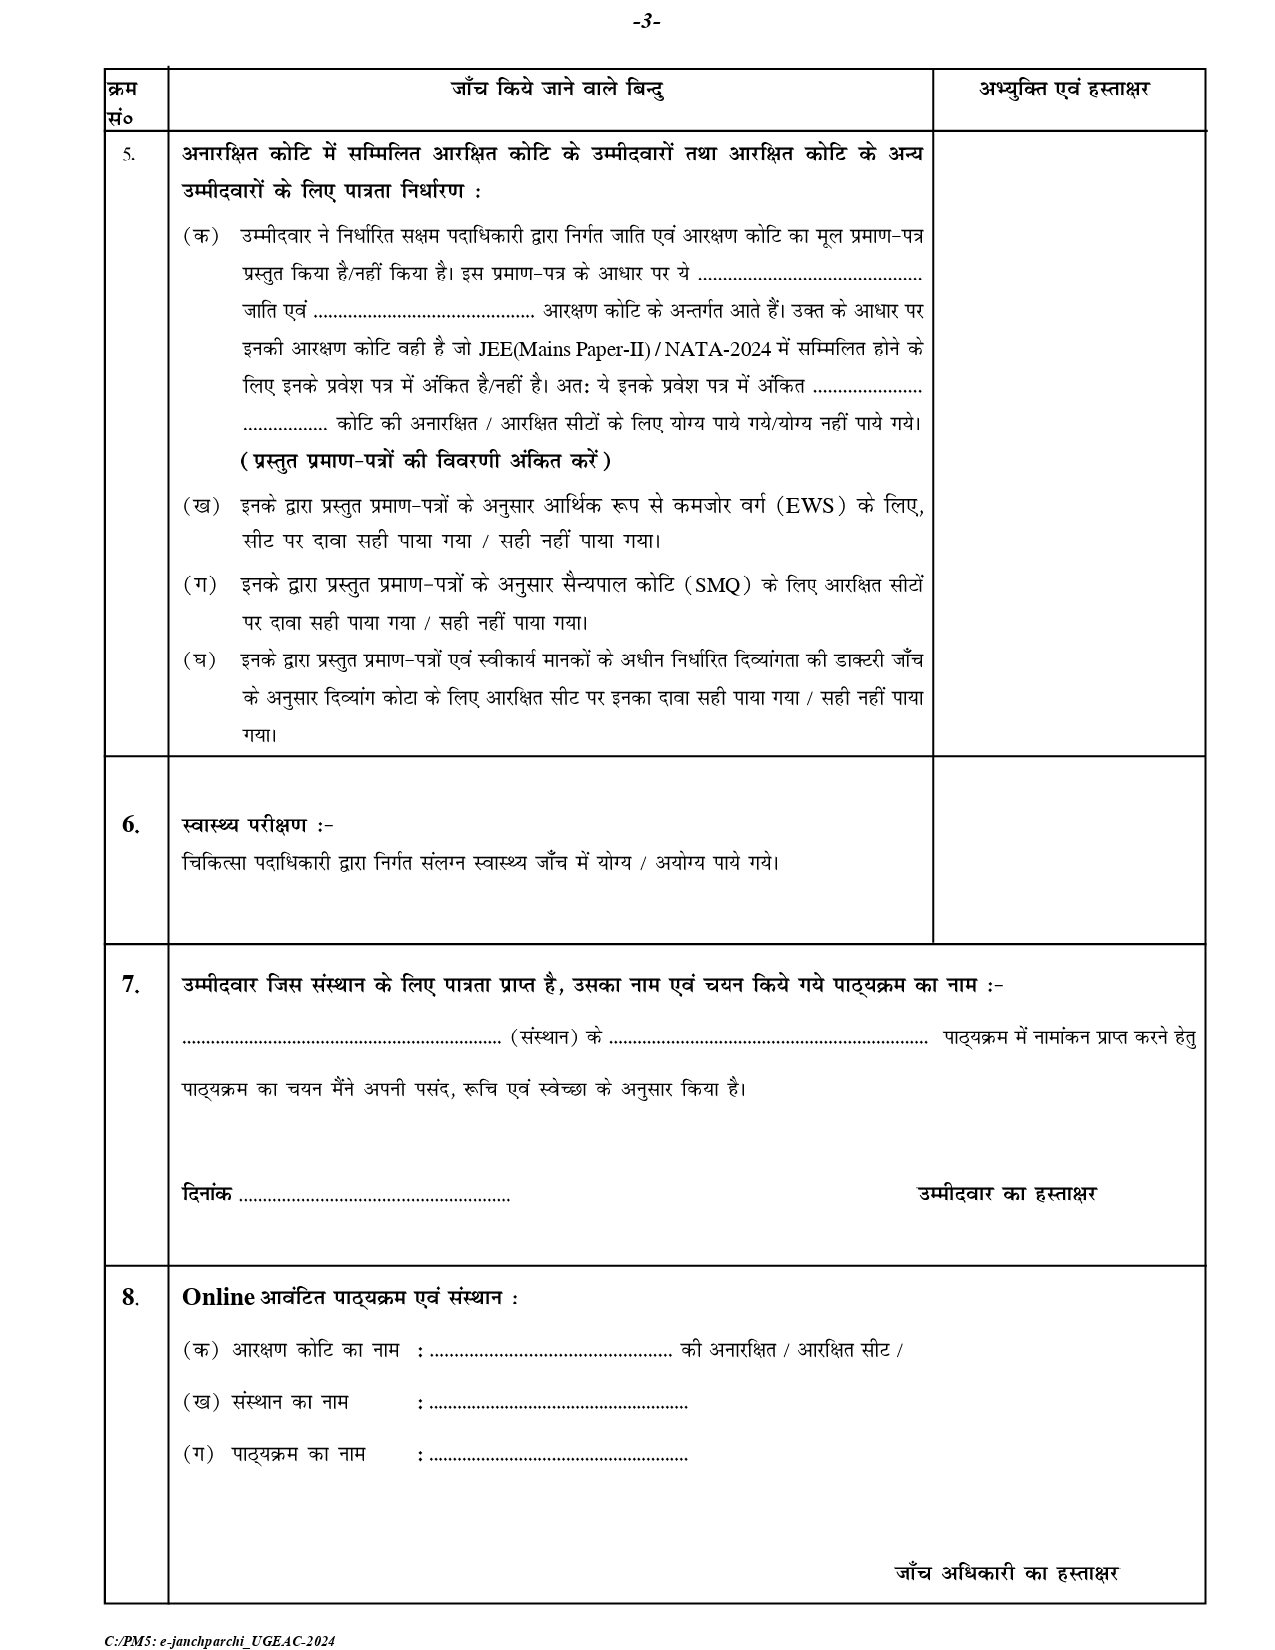 -3-
क्रम
सं०
जाँच किये जाने वाले बिन्दु
अभ्युक्ति एवं हस्ताक्षर
5.
अनारक्षित कोटि में सम्मिलित आरक्षित कोटि के उम्मीदवारों तथा आरक्षित कोटि के अन्य
उम्मीदवारों के लिए पात्रता निर्धारण :
(क) उम्मीदवार ने निर्धारित सक्षम पदाधिकारी द्वारा निर्गत जाति एवं आरक्षण कोटि का मूल प्रमाण-पत्र
प्रस्तुत किया है/नहीं किया है। इस प्रमाण-पत्र के आधार पर ये .............................................
जाति एवं ............................................. आरक्षण कोटि के अन्तर्गत आते हैं। उक्त के आधार पर
इनकी आरक्षण कोटि वही है जो JEE(Mains Paper-II) / NATA-2024 में सम्मिलित होने के
लिए इनके प्रवेश पत्र में अंकित है/नहीं है। अत: ये इनके प्रवेश पत्र में अंकित ......................
................. कोटि की अनारक्षित / आरक्षित सीटों के लिए योग्य पाये गये/योग्य नहीं पाये गये।
(प्रस्तुत प्रमाण-पत्रों की विवरणी अंकित करें)
(ख) इनके द्वारा प्रस्तुत प्रमाण-पत्रों के अनुसार आर्थिक रूप से कमजोर वर्ग (EWS) के लिए,
सीट पर दावा सही पाया गया / सही नहीं पाया गया।
(ग) इनके द्वारा प्रस्तुत प्रमाण-पत्रों के अनुसार सैन्यपाल कोटि (SMQ) के लिए आरक्षित सीटों
पर दावा सही पाया गया / सही नहीं पाया गया।
(घ) इनके द्वारा प्रस्तुत प्रमाण-पत्रों एवं स्वीकार्य मानकों के अधीन निर्धारित दिव्यांगता की डाक्टरी जाँच
के अनुसार दिव्यांग कोटा के लिए आरक्षित सीट पर इनका दावा सही पाया गया / सही नहीं पाया
गया।
6.
स्वास्थ्य परीक्षण :-
चिकित्सा पदाधिकारी द्वारा निर्गत संलग्न स्वास्थ्य जाँच में योग्य / अयोग्य पाये गये।
7.
उम्मीदवार जिस संस्थान के लिए पात्रता प्राप्त है, उसका नाम एवं चयन किये गये पाठ्यक्रम का नाम :-
................................................................... (संस्थान) के ................................................................... पाठ्यक्रम में नामांकन प्राप्त करने हेतु
पाठ्यक्रम का चयन मैंने अपनी पसंद, रूचि एवं स्वेच्छा के अनुसार किया है।
दिनांक ......................................................... उम्मीदवार का हस्ताक्षर
8.
Online आवंटित पाठ्यक्रम एवं संस्थान :
(क) आरक्षण कोटि का नाम : ................................................... की अनारक्षित / आरक्षित सीट /
(ख) संस्थान का नाम : .......................................................
(ग) पाठ्यक्रम का नाम : .......................................................
जाँच अधिकारी का हस्ताक्षर
C:/PM5: e-janchparchi_UGEAC-2024